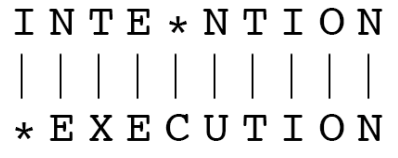 I N T E * N T I O N
| | | | | | | | | |
* E X E C U T I O N